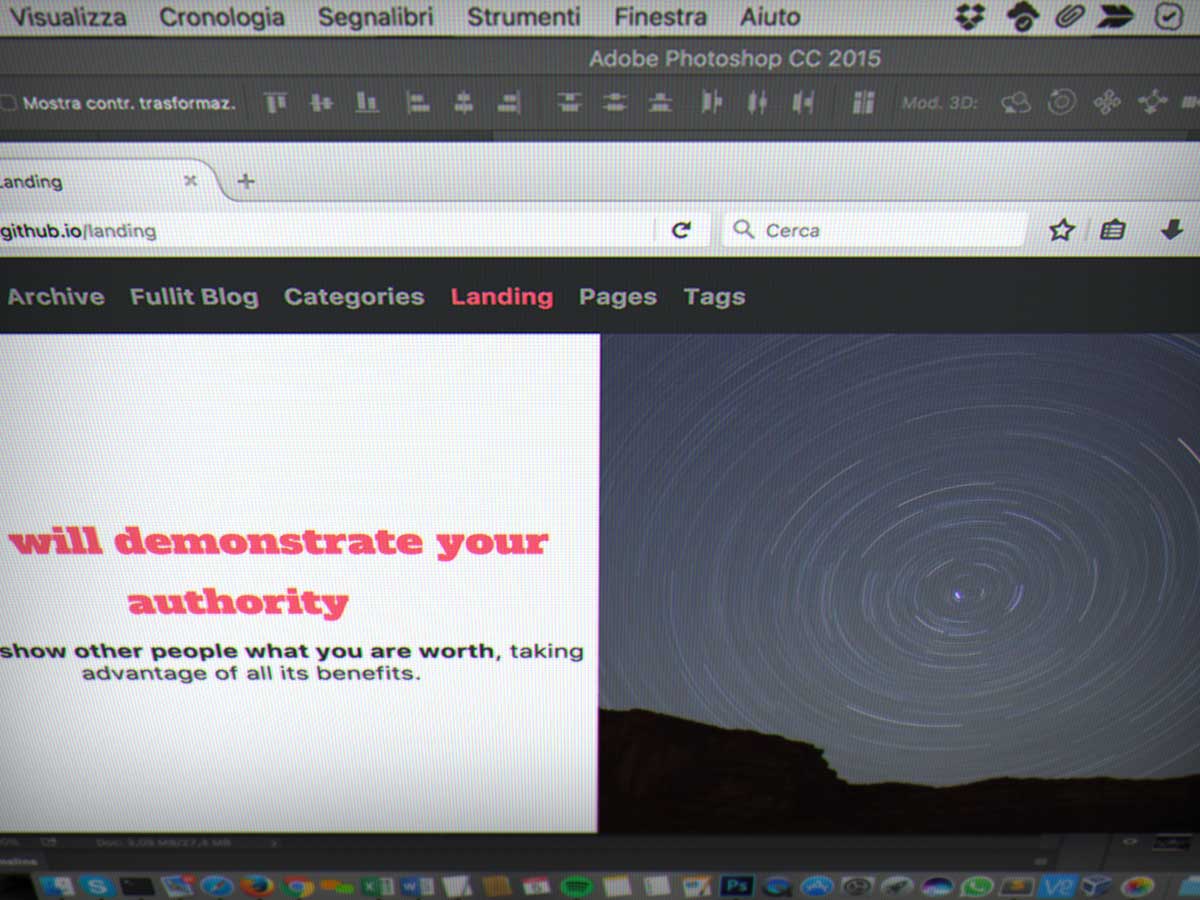 Visualizza Cronologia Segnalibri Strumenti Finestra Aiuto
Adobe Photoshop CC 2015
Mostra contr. trasformaz. Mod. 3D:
Landing
github.io/landing Cerca
Archive Fullit Blog Categories Landing Pages Tags
will demonstrate your
authority
show other people what you are worth, taking
advantage of all its benefits.
Ps